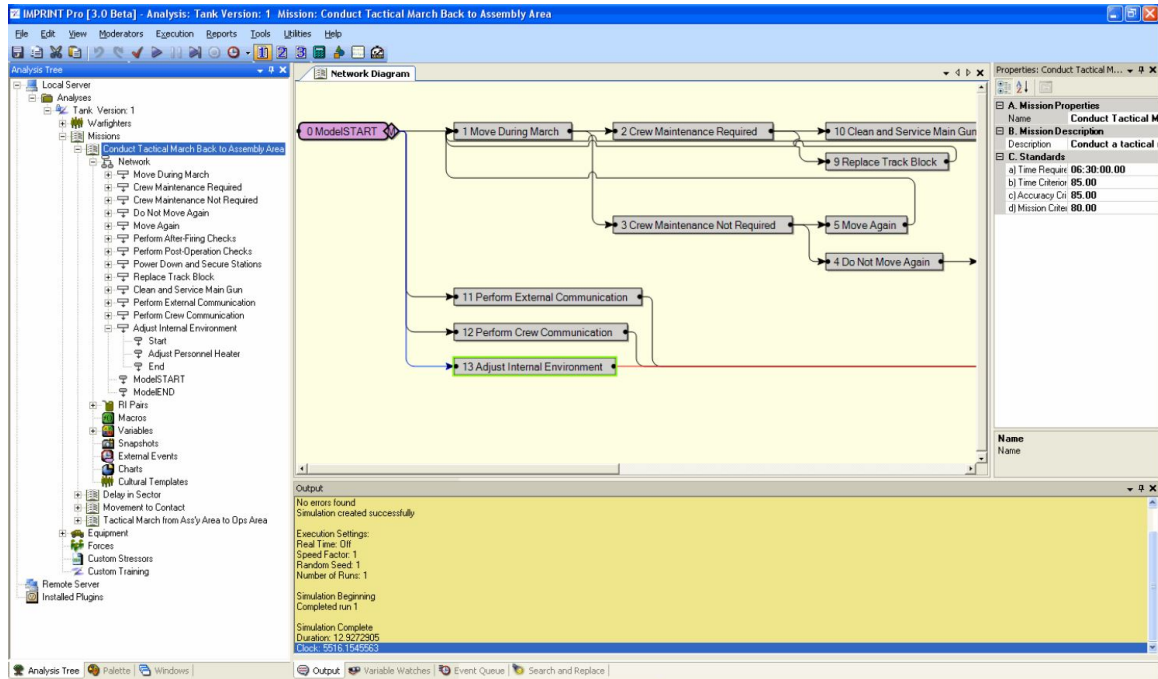 IMPRINT Pro [3.0 Beta] - Analysis: Tank Version: 1 Mission: Conduct Tactical March Back to Assembly Area
File Edit View Moderators Execution Reports Tools Utilities Help
1 2 3
Analysis Tree
Local Server
Analyses
Tank Version: 1
Warfighters
Missions
Conduct Tactical March Back to Assembly Area
Network
Move During March
Crew Maintenance Required
Crew Maintenance Not Required
Do Not Move Again
Move Again
Perform After-Firing Checks
Perform Post-Operation Checks
Power Down and Secure Stations
Replace Track Block
Clean and Service Main Gun
Perform External Communication
Perform Crew Communication
Adjust Internal Environment
Start
Adjust Personnel Heater
End
ModelSTART
ModelEND
RI Pairs
Macros
Variables
Snapshots
External Events
Charts
Cultural Templates
Delay in Sector
Movement to Contact
Tactical March from Ass'y Area to Ops Area
Equipment
Forces
Custom Stressors
Custom Training
Remote Server
Installed Plugins
Analysis Tree Palette Windows
Network Diagram
0 ModelSTART M
1 Move During March
2 Crew Maintenance Required
10 Clean and Service Main Gun
9 Replace Track Block
3 Crew Maintenance Not Required
5 Move Again
4 Do Not Move Again
11 Perform External Communication
12 Perform Crew Communication
13 Adjust Internal Environment
Output
No errors found
Simulation created successfully
Execution Settings:
Real Time: Off
Speed Factor: 1
Random Seed: 1
Number of Runs: 1
Simulation Beginning
Completed run 1
Simulation Complete
Duration: 12.9272905
Clock: 5516.1545563
Output Variable Watches Event Queue Search and Replace
Properties: Conduct Tactical M...
A. Mission Properties
Name Conduct Tactical M
B. Mission Description
Description Conduct a tactical
C. Standards
a) Time Require 06:30:00.00
b) Time Criterion 85.00
c) Accuracy Cri 85.00
d) Mission Criter 80.00
Name
Name